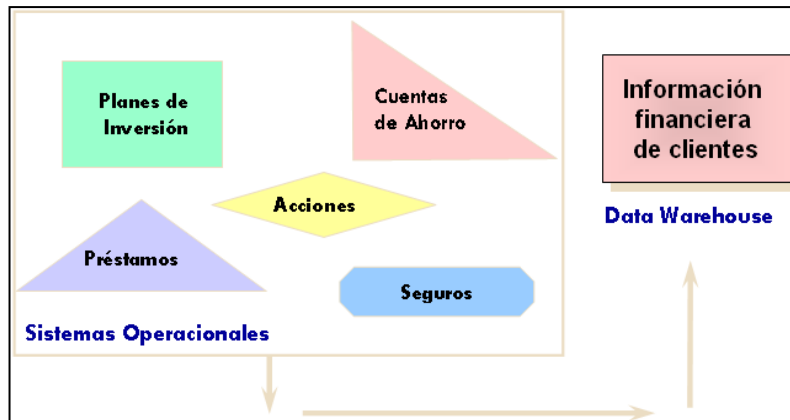 Planes de
Inversión
Cuentas
de Ahorro
Acciones
Préstamos
Seguros
Sistemas Operacionales
Información
financiera
de clientes
Data Warehouse